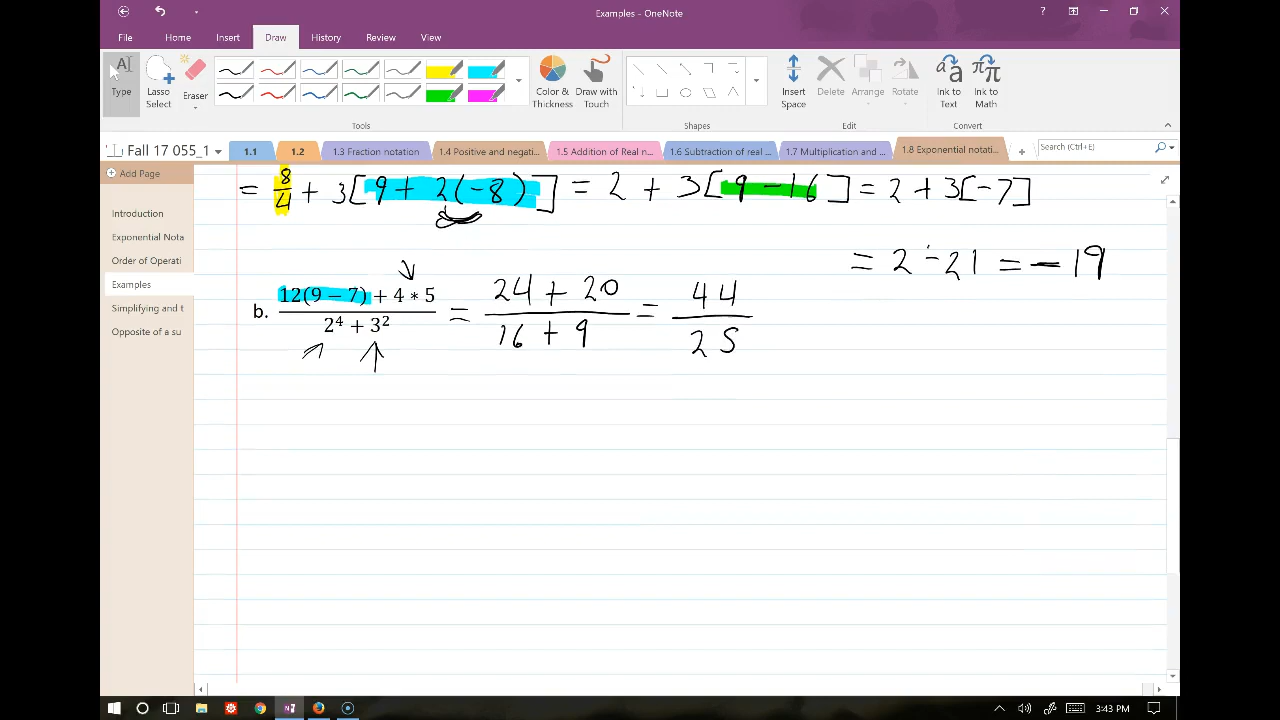 Examples - OneNote
?
File Home Insert Draw History Review View
Type Lasso Select Eraser Color & Thickness Draw with Touch Insert Space Delete Arrange Rotate Ink to Text Ink to Math
Tools Shapes Edit Convert
Fall 17 055_1 1.1 1.2 1.3 Fraction notation 1.4 Positive and negati... 1.5 Addition of Real n... 1.6 Subtraction of real ... 1.7 Multiplication and ... 1.8 Exponential notati... + Search (Ctrl+E)
Add Page
Introduction
Exponential Nota
Order of Operati
Examples
Simplifying and t
Opposite of a su
= 8/4 + 3[9 + 2(-8)] = 2 + 3[9 - 16] = 2 + 3[-7]
= 2 - 21 = -19
b. 12(9 − 7) + 4 * 5 / 2⁴ + 3² = 24 + 20 / 16 + 9 = 44 / 25
3:43 PM